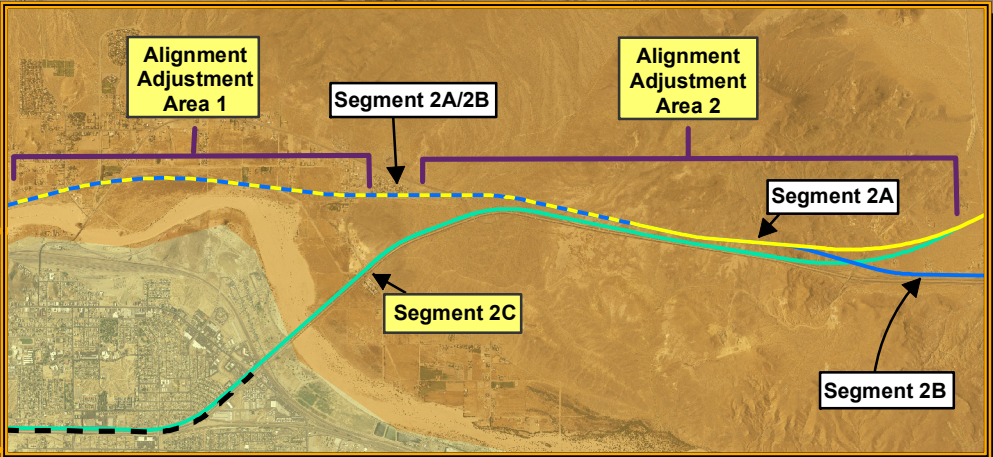 Alignment
Adjustment
Area 1
Segment 2A/2B
Alignment
Adjustment
Area 2
Segment 2A
Segment 2C
Segment 2B